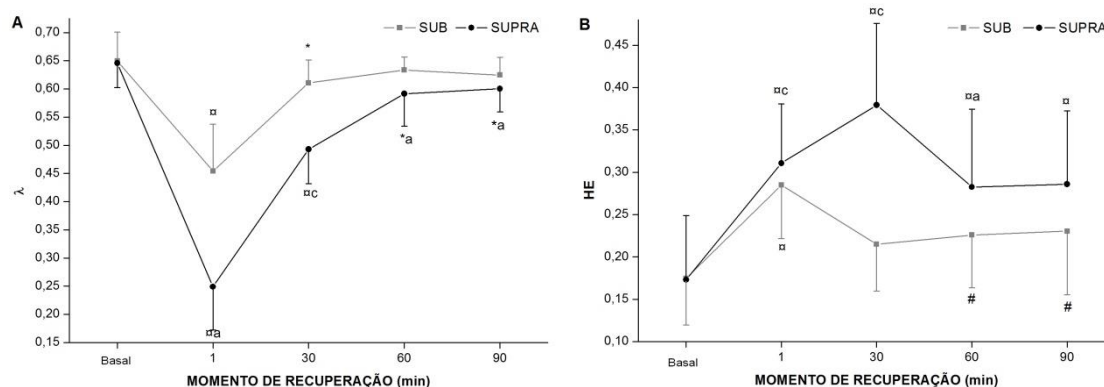 A
SUB SUPRA
0,70
0,65
0,60
0,55
0,50
0,45
0,40
0,35
0,30
0,25
0,20
0,15
λ
¤
*
¤a
¤c
*a
*a
Basal 1 30 60 90
MOMENTO DE RECUPERAÇÃO (min)
B
SUB SUPRA
0,45
0,40
0,35
0,30
0,25
0,20
0,15
0,10
HE
¤c
¤c
¤a
¤
¤
#
#
Basal 1 30 60 90
MOMENTO DE RECUPERAÇÃO (min)